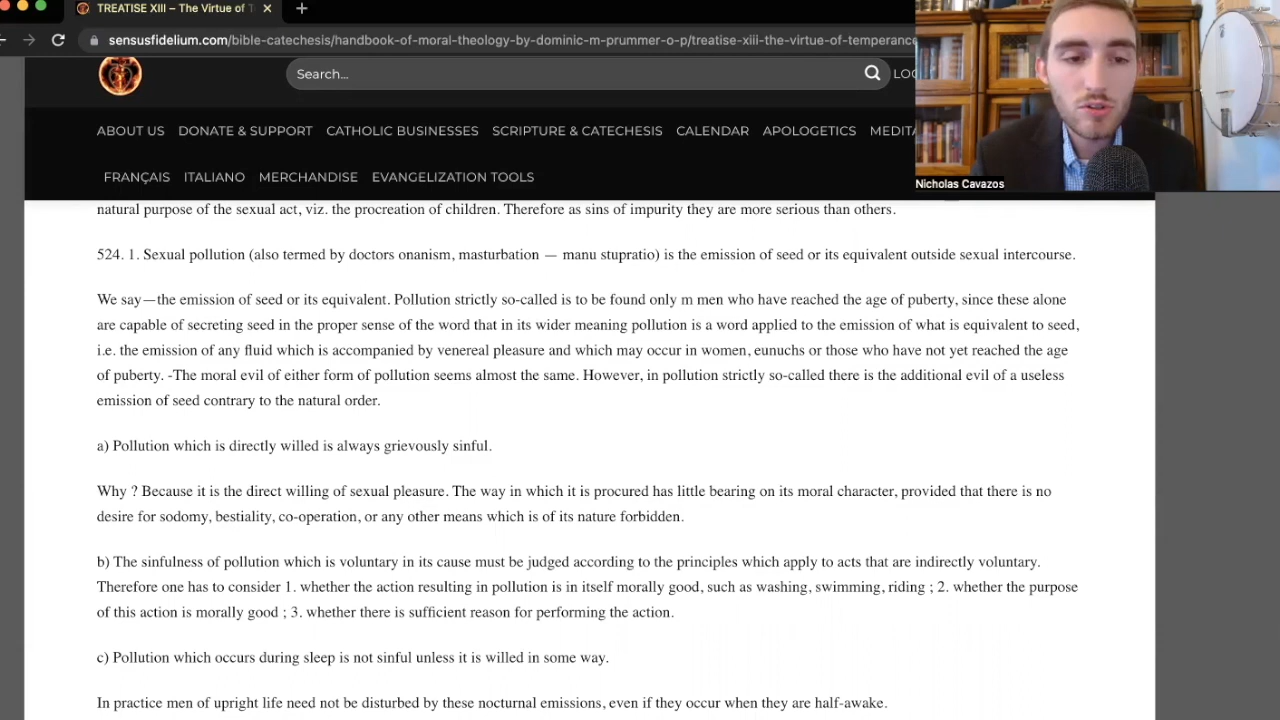 TREATISE XIII – The Virtue of T
sensusfidelium.com/bible-catechesis/handbook-of-moral-theology-by-dominic-m-prummer-o-p/treatise-xiii-the-virtue-of-temperance
Search...
ABOUT US DONATE & SUPPORT CATHOLIC BUSINESSES SCRIPTURE & CATECHESIS CALENDAR APOLOGETICS
FRANÇAIS ITALIANO MERCHANDISE EVANGELIZATION TOOLS
Nicholas Cavazos
natural purpose of the sexual act, viz. the procreation of children. Therefore as sins of impurity they are more serious than others.
524. 1. Sexual pollution (also termed by doctors onanism, masturbation — manu stupratio) is the emission of seed or its equivalent outside sexual intercourse.
We say—the emission of seed or its equivalent. Pollution strictly so-called is to be found only m men who have reached the age of puberty, since these alone
are capable of secreting seed in the proper sense of the word that in its wider meaning pollution is a word applied to the emission of what is equivalent to seed,
i.e. the emission of any fluid which is accompanied by venereal pleasure and which may occur in women, eunuchs or those who have not yet reached the age
of puberty. -The moral evil of either form of pollution seems almost the same. However, in pollution strictly so-called there is the additional evil of a useless
emission of seed contrary to the natural order.
a) Pollution which is directly willed is always grievously sinful.
Why ? Because it is the direct willing of sexual pleasure. The way in which it is procured has little bearing on its moral character, provided that there is no
desire for sodomy, bestiality, co-operation, or any other means which is of its nature forbidden.
b) The sinfulness of pollution which is voluntary in its cause must be judged according to the principles which apply to acts that are indirectly voluntary.
Therefore one has to consider 1. whether the action resulting in pollution is in itself morally good, such as washing, swimming, riding ; 2. whether the purpose
of this action is morally good ; 3. whether there is sufficient reason for performing the action.
c) Pollution which occurs during sleep is not sinful unless it is willed in some way.
In practice men of upright life need not be disturbed by these nocturnal emissions, even if they occur when they are half-awake.